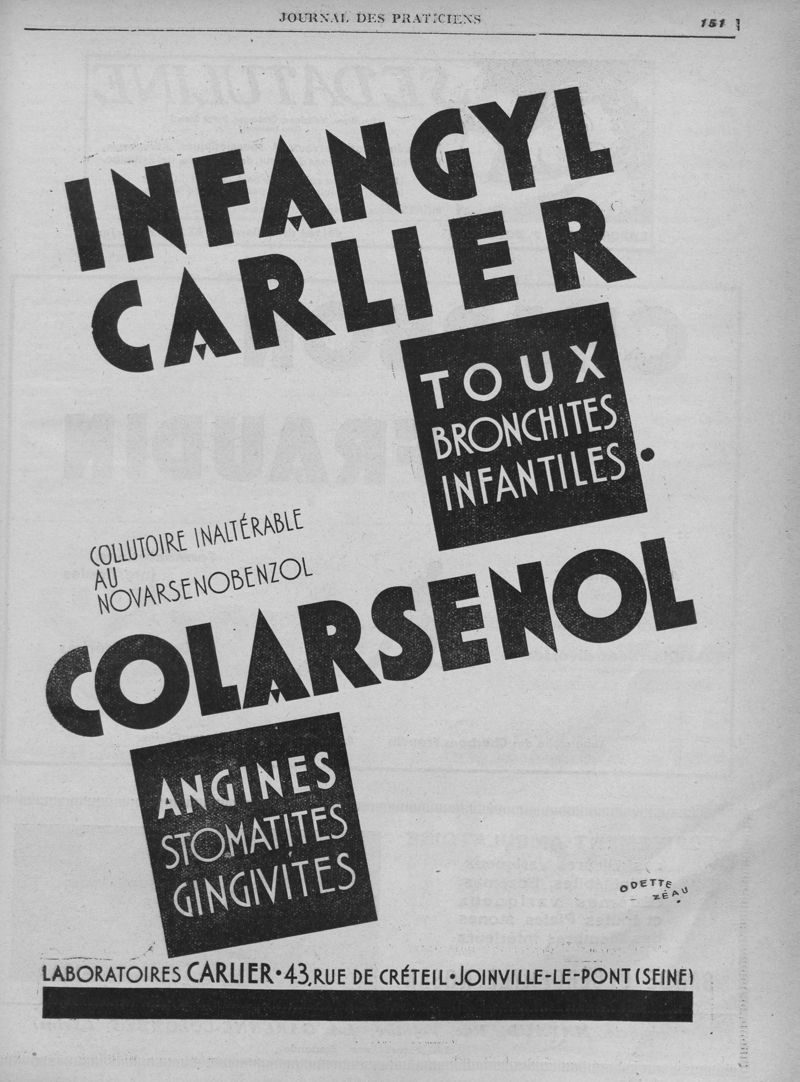 JOURNAL DES PRATICIENS
151
INFANGYL
CARLIER
TOUX
BRONCHITES
INFANTILES.
COLLUTOIRE INALTÉRABLE
AU
NOVARSENOBENZOL
COLARSENOL
ANGINES
STOMATITES
GINGIVITES
ODETTE
- ZÉAU.
LABORATOIRES CARLIER • 43, RUE DE CRÉTEIL • JOINVILLE-LE-PONT (SEINE)